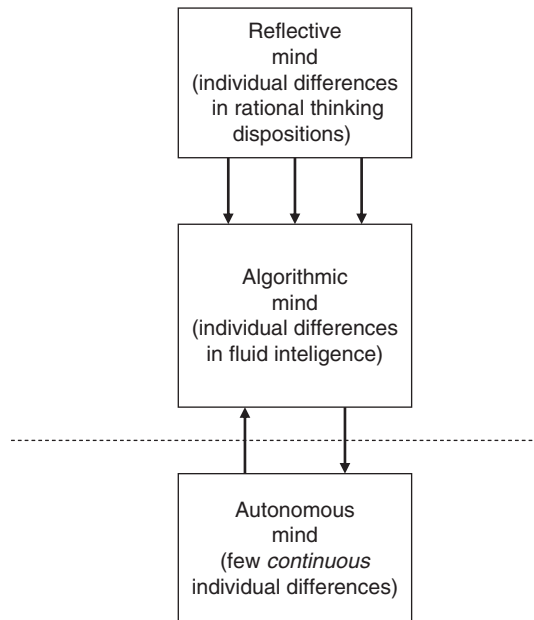 Reflective
mind
(individual differences
in rational thinking
dispositions)
Algorithmic
mind
(individual differences
in fluid inteligence)
Autonomous
mind
(few continuous
individual differences)